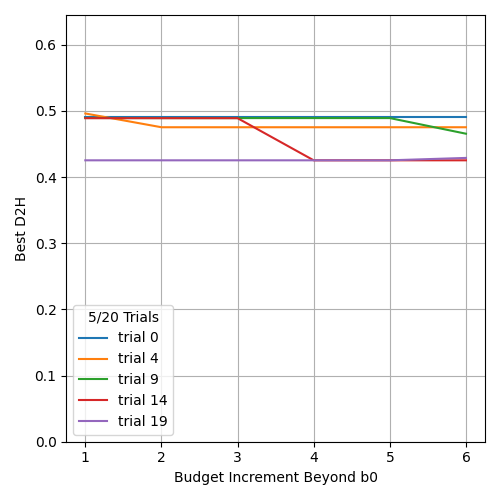 0.6
0.5
0.4
0.3
0.2
0.1
0.0
Best D2H
5/20 Trials
trial 0
trial 4
trial 9
trial 14
trial 19
1 2 3 4 5 6
Budget Increment Beyond b0